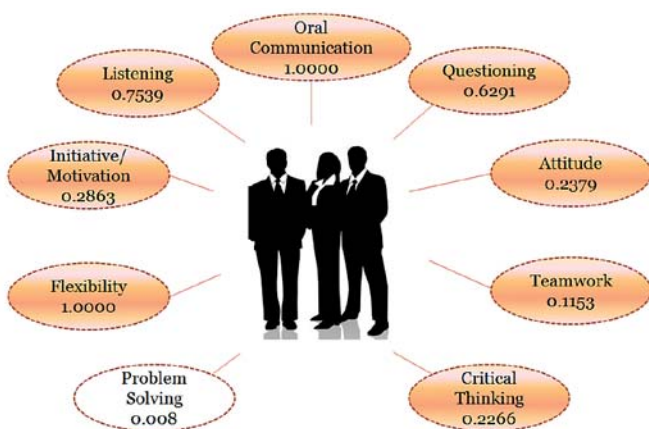 Oral
Communication
1.0000
Listening
0.7539
Questioning
0.6291
Initiative/
Motivation
0.2863
Attitude
0.2379
Flexibility
1.0000
Teamwork
0.1153
Problem
Solving
0.008
Critical
Thinking
0.2266